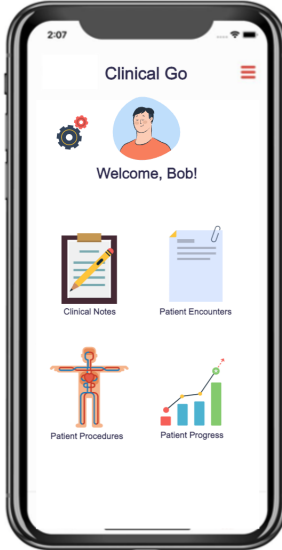 2:07
Clinical Go
Welcome, Bob!
Clinical Notes
Patient Encounters
Patient Procedures
Patient Progress